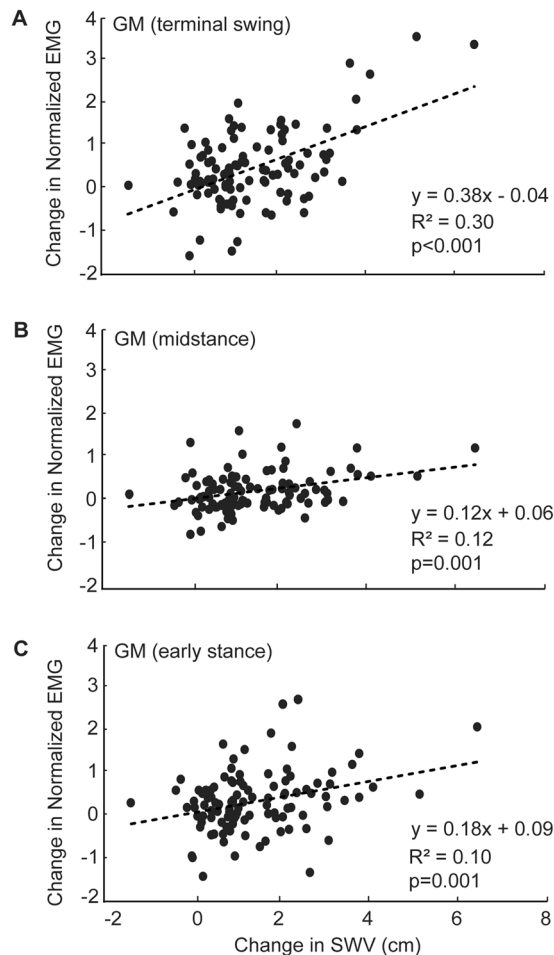 A
GM (terminal swing)
Change in Normalized EMG
4
3
2
1
0
-1
-2
y = 0.38x - 0.04
R² = 0.30
p<0.001
B
GM (midstance)
Change in Normalized EMG
4
3
2
1
0
-1
-2
y = 0.12x + 0.06
R² = 0.12
p=0.001
C
GM (early stance)
Change in Normalized EMG
4
3
2
1
0
-1
-2
y = 0.18x + 0.09
R² = 0.10
p=0.001
-2 0 2 4 6 8
Change in SWV (cm)